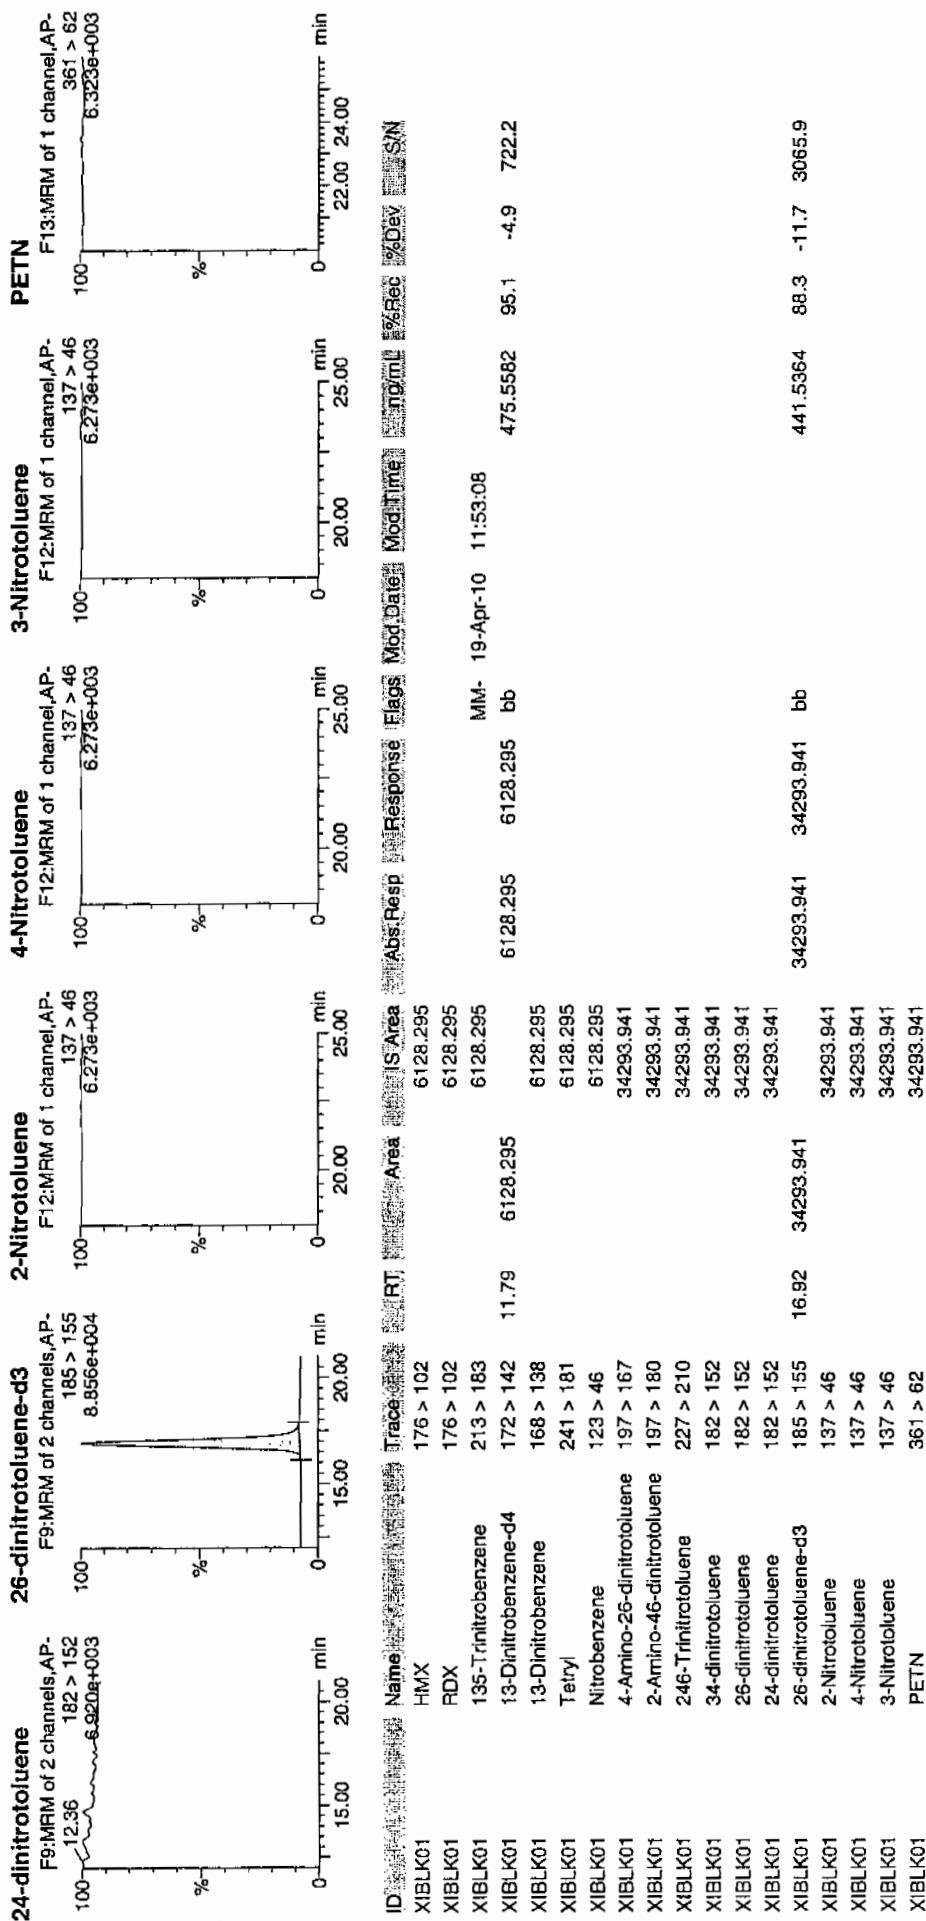 24-dinitrotoluene
F9:MRM of 2 channels,AP-
182 > 152
6.920e+003
100
12.36
%
0
15.00
20.00
min
26-dinitrotoluene-d3
F9:MRM of 2 channels,AP-
185 > 155
8.856e+004
100
%
0
15.00
20.00
min
2-Nitrotoluene
F12:MRM of 1 channel,AP-
137 > 46
6.273e+003
100
%
0
20.00
25.00
min
4-Nitrotoluene
F12:MRM of 1 channel,AP-
137 > 46
6.273e+003
100
%
0
20.00
25.00
min
3-Nitrotoluene
F12:MRM of 1 channel,AP-
137 > 46
6.273e+003
100
%
0
20.00
25.00
min
PETN
F13:MRM of 1 channel,AP-
361 > 62
6.323e+003
100
%
0
22.00
24.00
min
ID Name Trace RT Area IS Area Abs.Resp Response Flags Mod.Date Mod.Time ng/mL %Rec %Dev S/N
XIBLK01 HMX 176 > 102 6128.295
XIBLK01 RDX 176 > 102 6128.295
XIBLK01 135-Trinitrobenzene 213 > 183 6128.295 MM- 19-Apr-10 11:53:08
XIBLK01 13-Dinitrobenzene-d4 172 > 142 11.79 6128.295 6128.295 6128.295 bb 475.5582 95.1 -4.9 722.2
XIBLK01 13-Dinitrobenzene 168 > 138 6128.295
XIBLK01 Tetryl 241 > 181 6128.295
XIBLK01 Nitrobenzene 123 > 46 6128.295
XIBLK01 4-Amino-26-dinitrotoluene 197 > 167 34293.941
XIBLK01 2-Amino-46-dinitrotoluene 197 > 180 34293.941
XIBLK01 246-Trinitrotoluene 227 > 210 34293.941
XIBLK01 34-dinitrotoluene 182 > 152 34293.941
XIBLK01 26-dinitrotoluene 182 > 152 34293.941
XIBLK01 24-dinitrotoluene 182 > 152 34293.941
XIBLK01 26-dinitrotoluene-d3 185 > 155 16.92 34293.941 34293.941 34293.941 bb 441.5364 88.3 -11.7 3065.9
XIBLK01 2-Nitrotoluene 137 > 46 34293.941
XIBLK01 4-Nitrotoluene 137 > 46 34293.941
XIBLK01 3-Nitrotoluene 137 > 46 34293.941
XIBLK01 PETN 361 > 62 34293.941